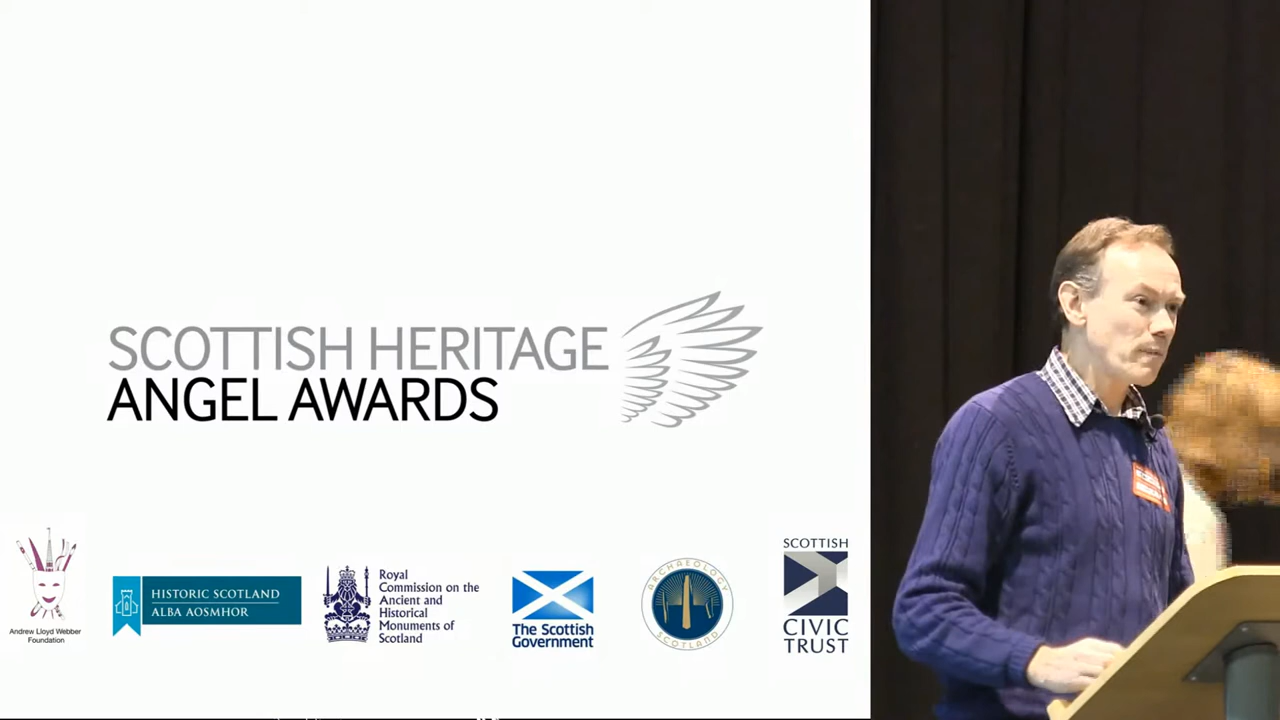 SCOTTISH HERITAGE
ANGEL AWARDS
Andrew Lloyd Webber
Foundation
HISTORIC SCOTLAND
ALBA AOSMHOR
Royal
Commission on the
Ancient and
Historical
Monuments of
Scotland
The Scottish
Government
ARCHAEOLOGY
SCOTLAND
SCOTTISH
CIVIC
TRUST